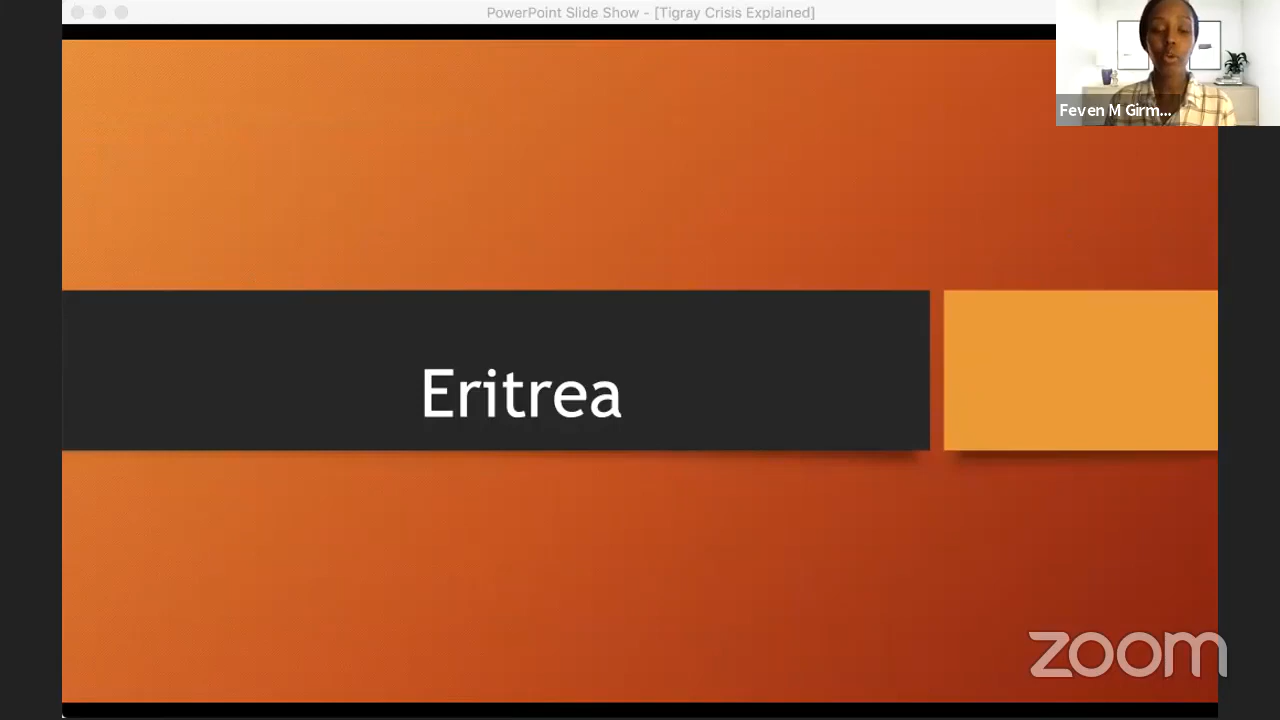 PowerPoint Slide Show - [Tigray Crisis Explained]
Feven M Girm...
Eritrea
zoom